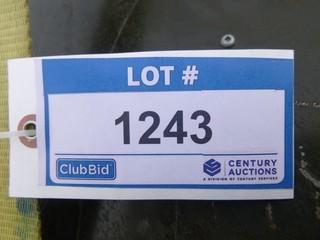 LOT #
1243
ClubBid
CENTURY
AUCTIONS
A DIVISION OF CENTURY SERVICES